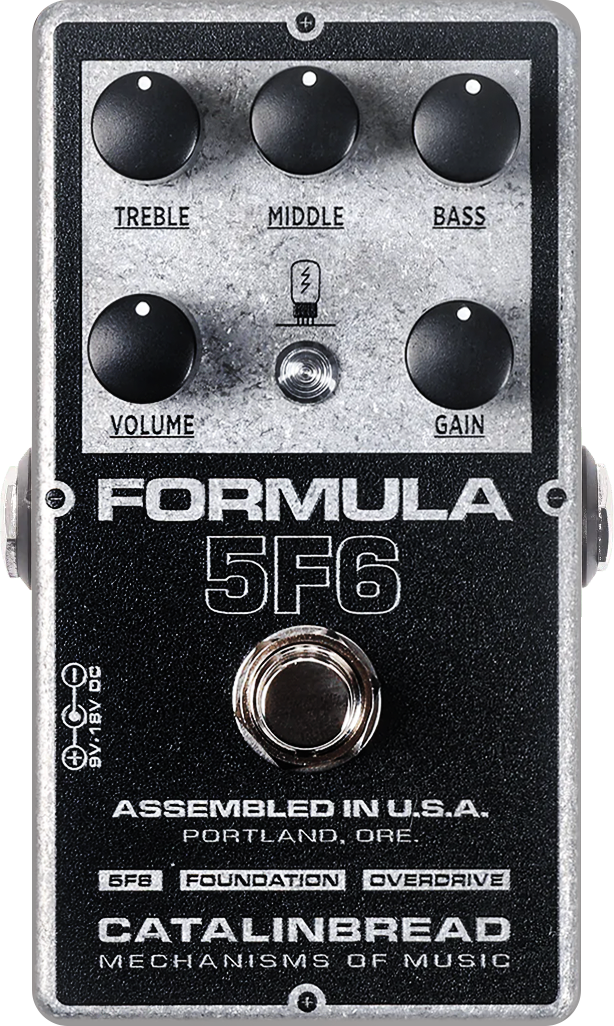 TREBLE MIDDLE BASS
VOLUME GAIN
FORMULA
5F6
9V-18V DC
ASSEMBLED IN U.S.A.
PORTLAND, ORE.
5F6 FOUNDATION OVERDRIVE
CATALINBREAD
MECHANISMS OF MUSIC